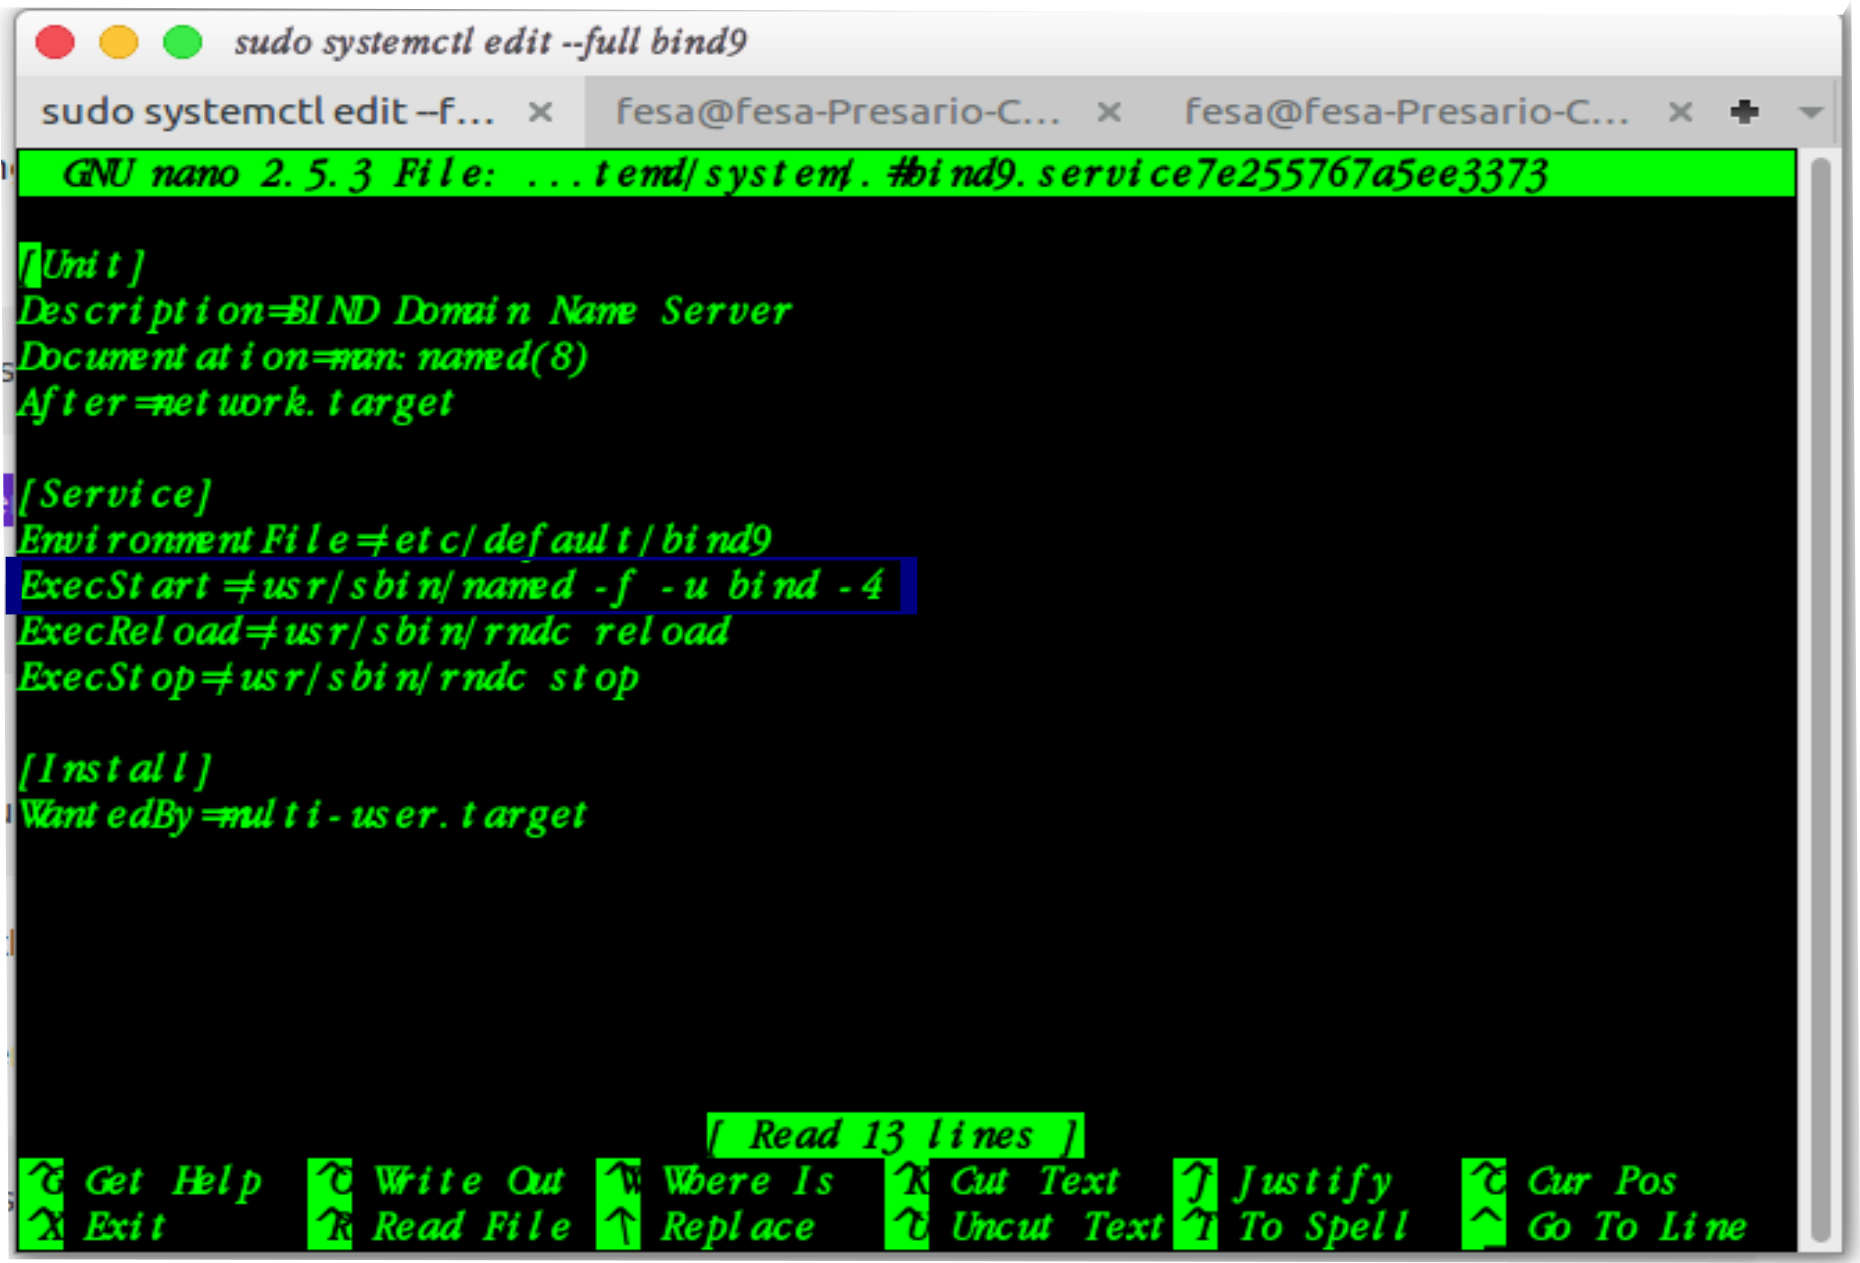 sudo systemctl edit --full bind9
sudo systemctl edit --f... × fesa@fesa-Presario-C... × fesa@fesa-Presario-C... ×
GNU nano 2.5.3 File: ...temd/system/.#bind9.service7e255767a5ee3373
[Unit]
Description=BIND Domain Name Server
Documentation=man:named(8)
After=network.target
[Service]
EnvironmentFile=/etc/default/bind9
ExecStart=/usr/sbin/named -f -u bind -4
ExecReload=/usr/sbin/rndc reload
ExecStop=/usr/sbin/rndc stop
[Install]
WantedBy=multi-user.target
[ Read 13 lines ]
^G Get Help ^O Write Out ^W Where Is ^K Cut Text ^J Justify ^C Cur Pos
^X Exit ^R Read File ^\ Replace ^U Uncut Text ^T To Spell ^_ Go To Line